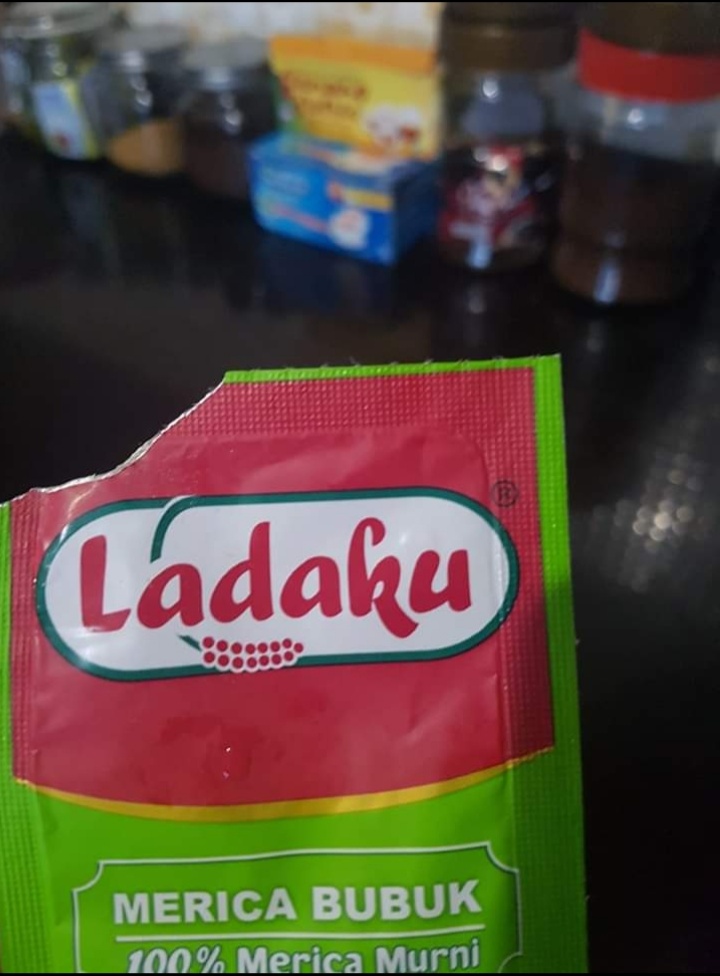 Ladaku
®
MERICA BUBUK
100% Merica Murni